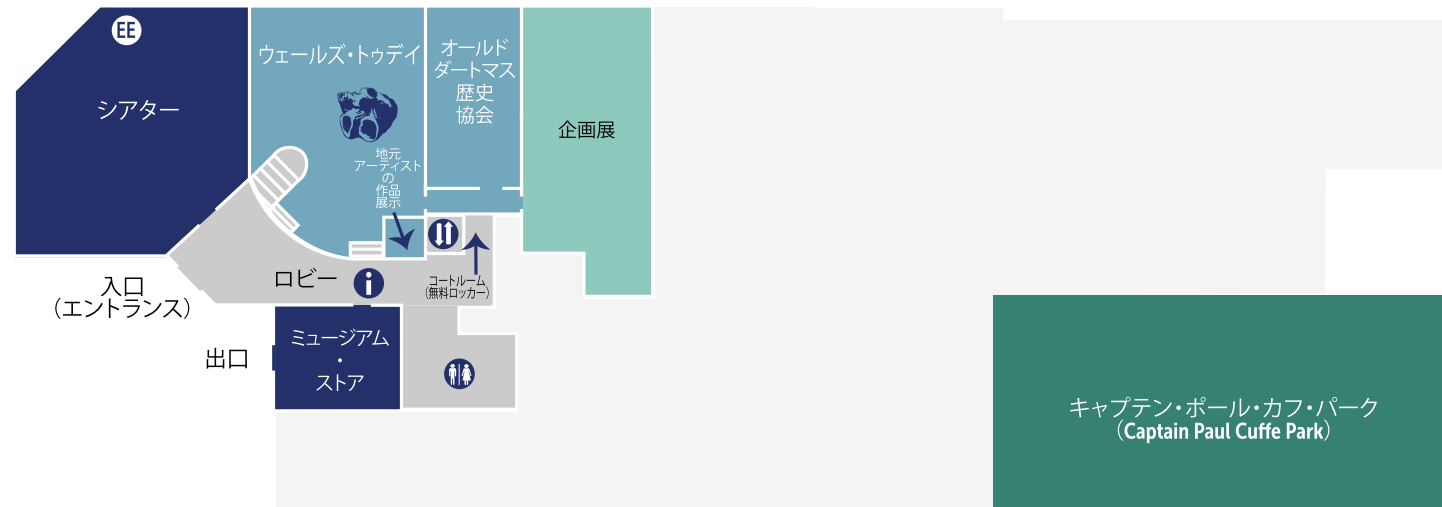 EE
シアター
ウェールズ・トゥデイ
オールド
ダートマス
歴史
協会
企画展
地元
アーティスト
の
作品
展示
ロビー
コートルーム
(無料ロッカー)
入口
(エントランス)
出口
ミュージアム
・
ストア
キャプテン・ポール・カフ・パーク
(Captain Paul Cuffe Park)